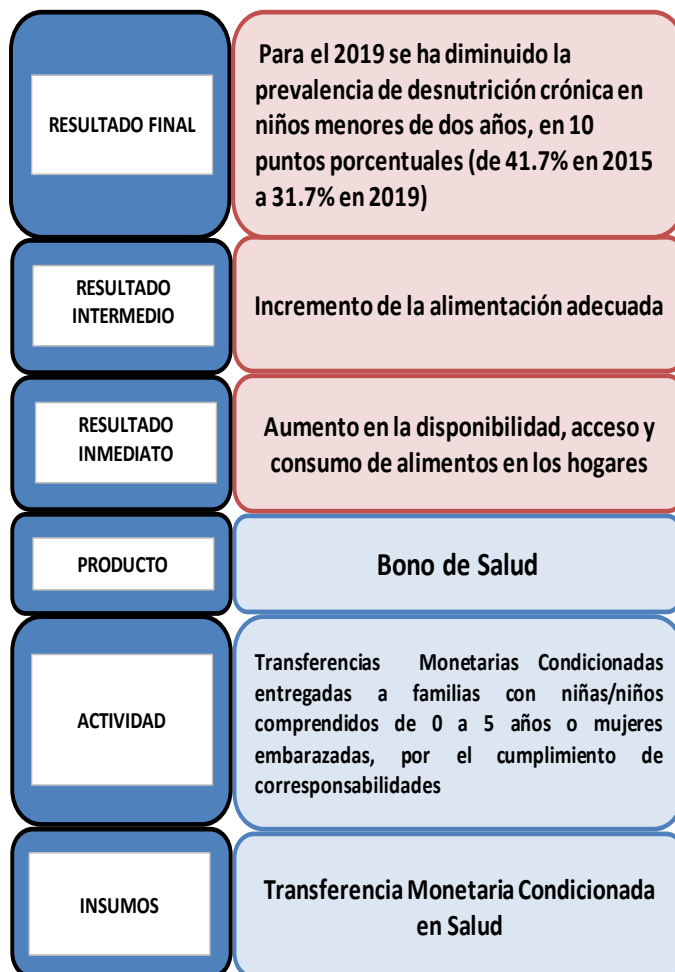 RESULTADO FINAL
Para el 2019 se ha diminuido la
prevalencia de desnutrición crónica en
niños menores de dos años, en 10
puntos porcentuales (de 41.7% en 2015
a 31.7% en 2019)
RESULTADO
INTERMEDIO
Incremento de la alimentación adecuada
RESULTADO
INMEDIATO
Aumento en la disponibilidad, acceso y
consumo de alimentos en los hogares
PRODUCTO
Bono de Salud
ACTIVIDAD
Transferencias Monetarias Condicionadas
entregadas a familias con niñas/niños
comprendidos de 0 a 5 años o mujeres
embarazadas, por el cumplimiento de
corresponsabilidades
INSUMOS
Transferencia Monetaria Condicionada
en Salud